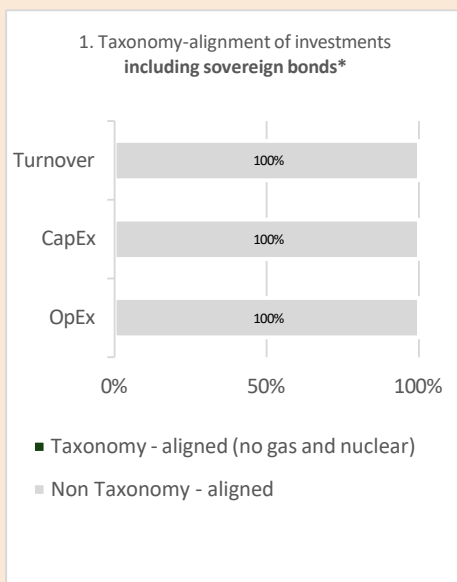 1. Taxonomy-alignment of investments
including sovereign bonds*
Turnover
100%
CapEx
100%
OpEx
100%
0%
50%
100%
Taxonomy - aligned (no gas and nuclear)
Non Taxonomy - aligned